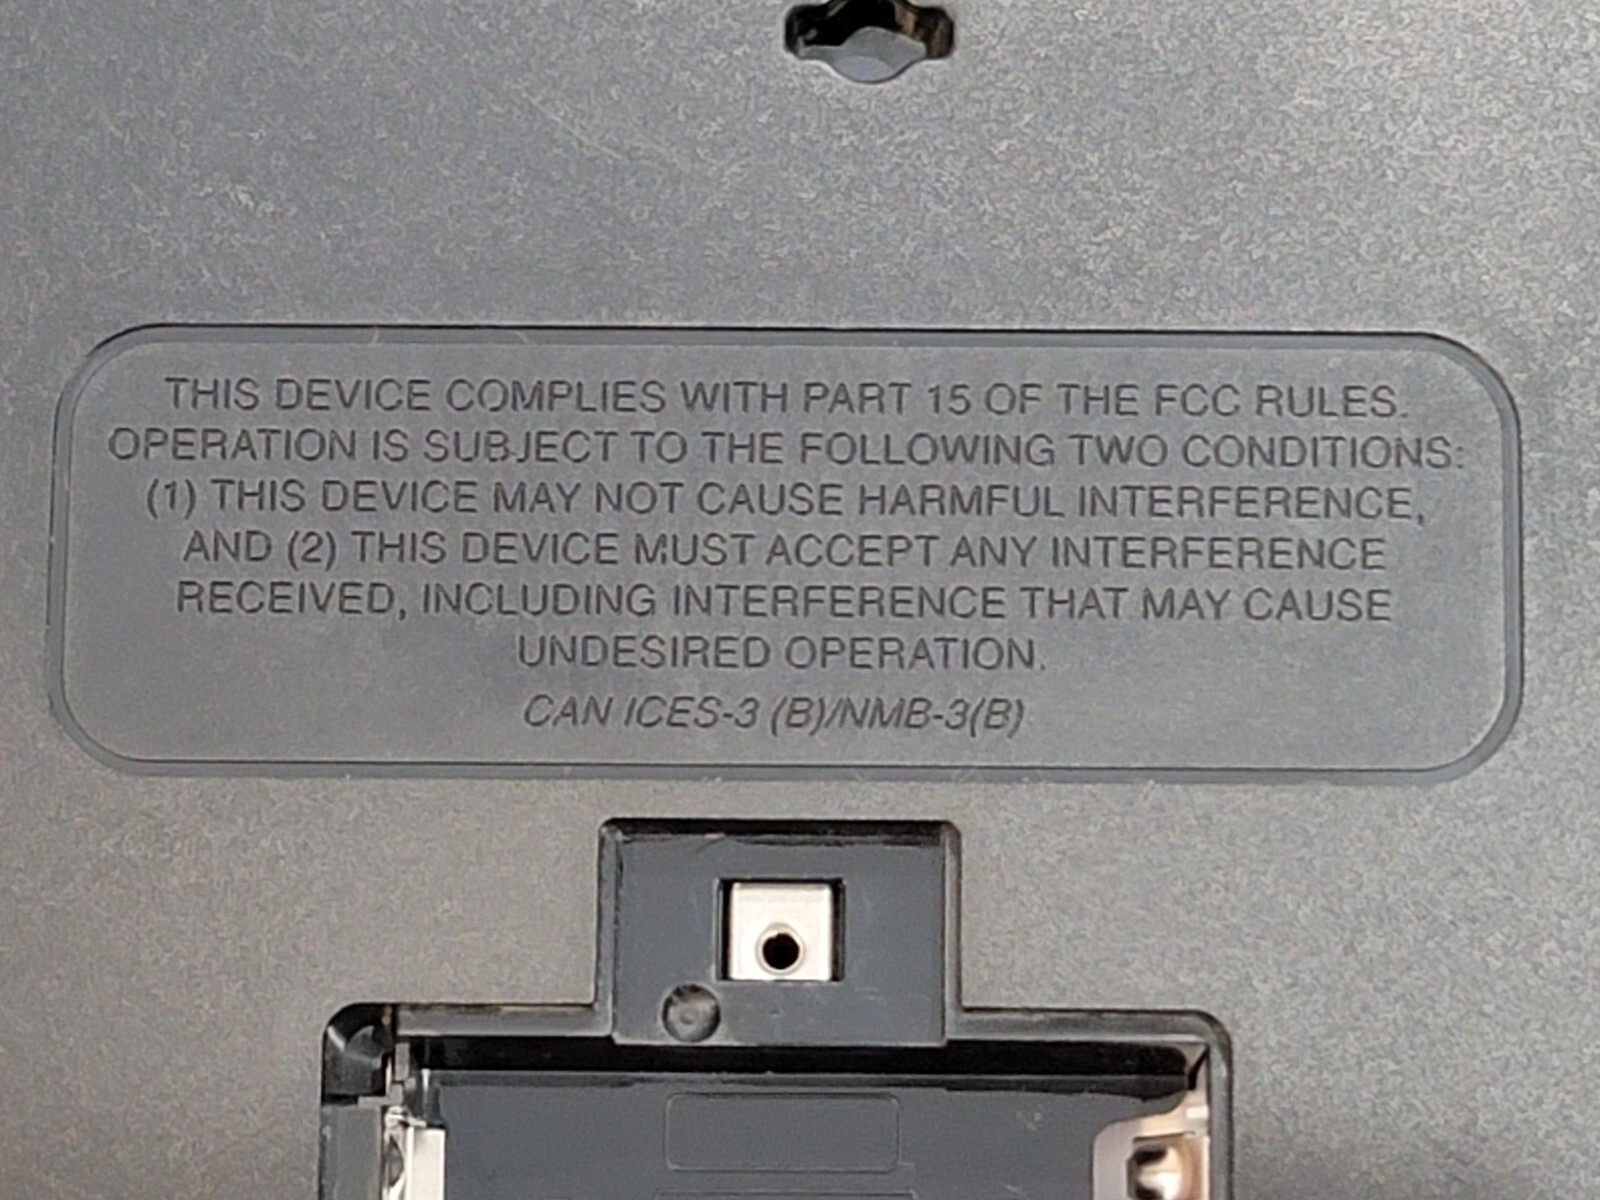 THIS DEVICE COMPLIES WITH PART 15 OF THE FCC RULES.
OPERATION IS SUBJECT TO THE FOLLOWING TWO CONDITIONS:
(1) THIS DEVICE MAY NOT CAUSE HARMFUL INTERFERENCE,
AND (2) THIS DEVICE MUST ACCEPT ANY INTERFERENCE
RECEIVED, INCLUDING INTERFERENCE THAT MAY CAUSE
UNDESIRED OPERATION.
CAN ICES-3 (B)/NMB-3(B)